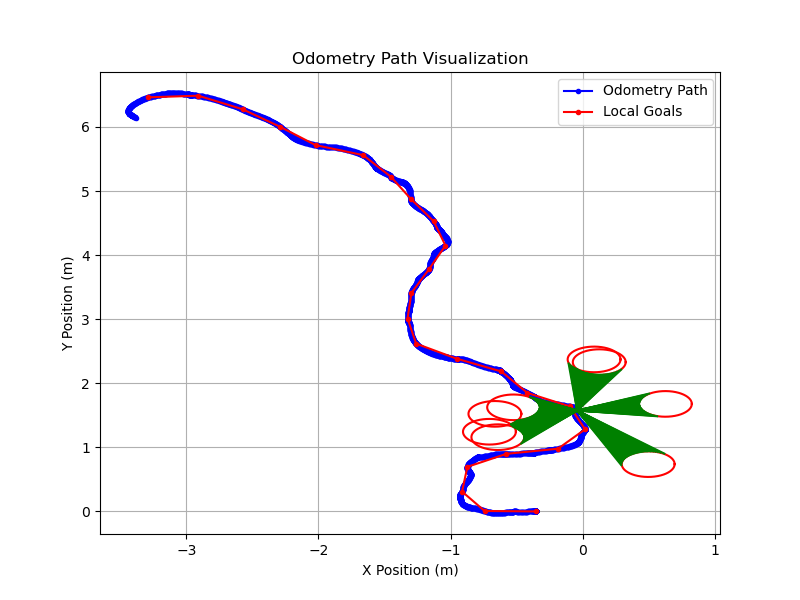 Odometry Path Visualization
Odometry Path
Local Goals
Y Position (m)
6
5
4
3
2
1
0
−3
−2
−1
0
1
X Position (m)